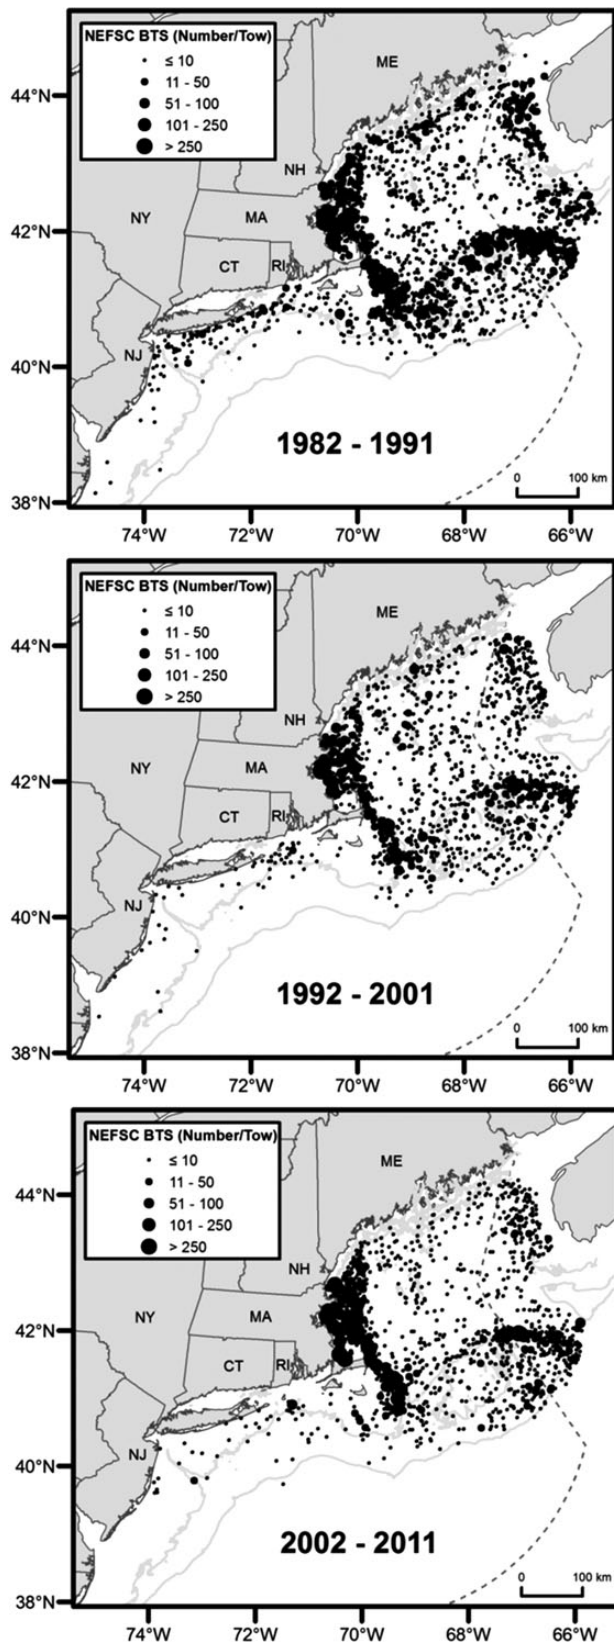 NEFSC BTS (Number/Tow)
≤ 10
11 - 50
51 - 100
101 - 250
> 250
ME
NH
NY
MA
CT
RI
NJ
44°N
42°N
40°N
38°N
1982 - 1991
0 100 km
74°W 72°W 70°W 68°W 66°W
NEFSC BTS (Number/Tow)
≤ 10
11 - 50
51 - 100
101 - 250
> 250
ME
NH
NY
MA
CT
RI
NJ
44°N
42°N
40°N
38°N
1992 - 2001
0 100 km
74°W 72°W 70°W 68°W 66°W
NEFSC BTS (Number/Tow)
≤ 10
11 - 50
51 - 100
101 - 250
> 250
ME
NH
NY
MA
CT
RI
NJ
44°N
42°N
40°N
38°N
2002 - 2011
0 100 km
74°W 72°W 70°W 68°W 66°W